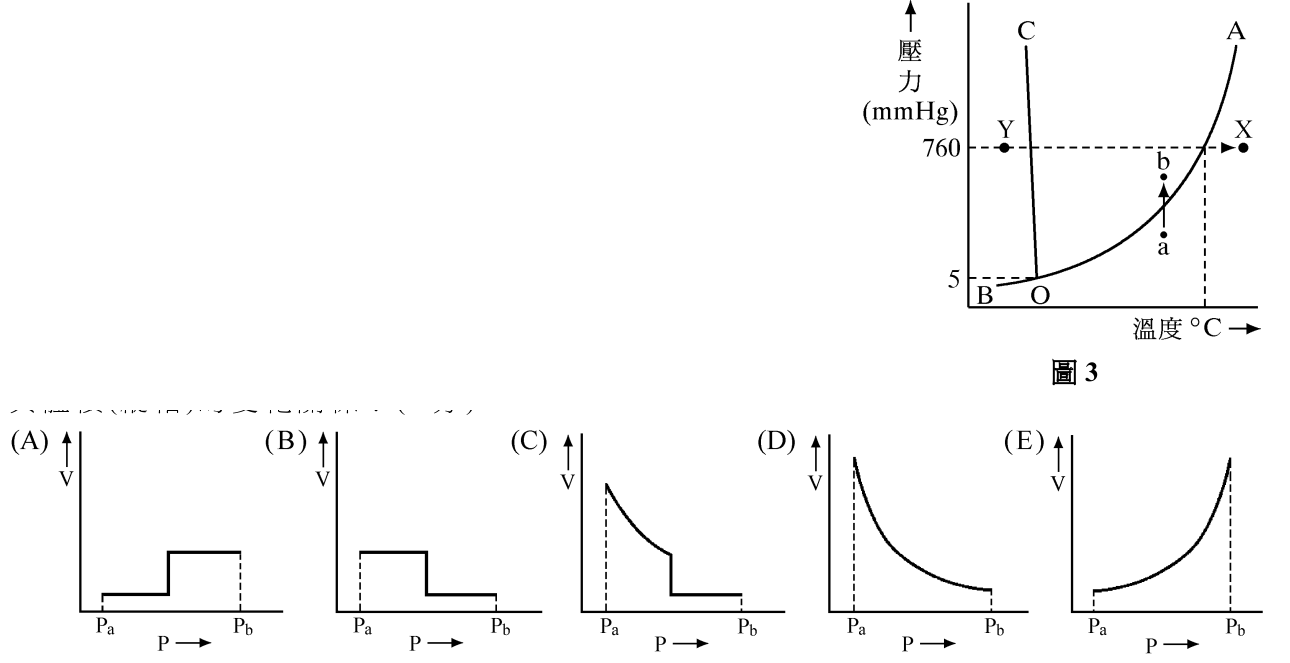 C
A
壓
力
(mmHg)
Y
X
760
b
a
5
B
O
溫度 °C
圖 3
(A)
(B)
(C)
(D)
(E)
V
V
V
V
V
Pa
Pb
Pa
Pb
Pa
Pb
Pa
Pb
Pa
Pb
P
P
P
P
P